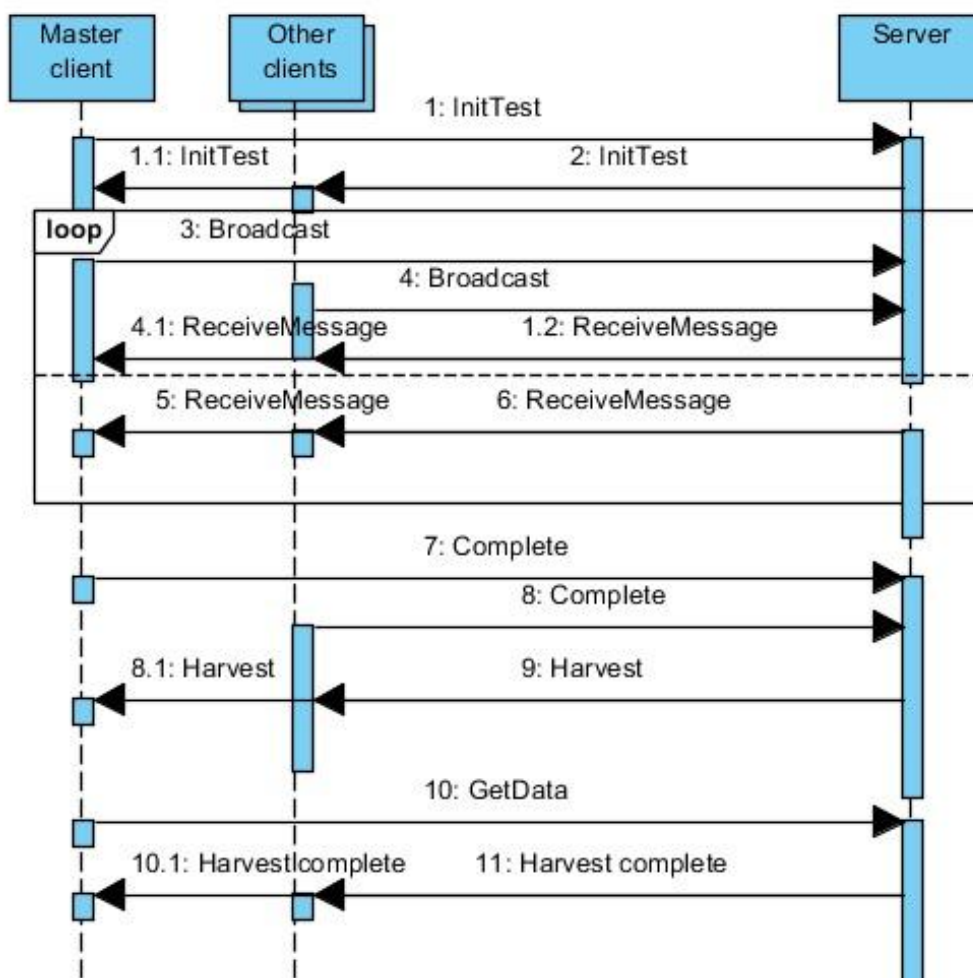 Master
client
Other
clients
Server
1: InitTest
1.1: InitTest
2: InitTest
loop
3: Broadcast
4: Broadcast
4.1: ReceiveMessage
1.2: ReceiveMessage
5: ReceiveMessage
6: ReceiveMessage
7: Complete
8: Complete
8.1: Harvest
9: Harvest
10: GetData
10.1: Harvest complete
11: Harvest complete